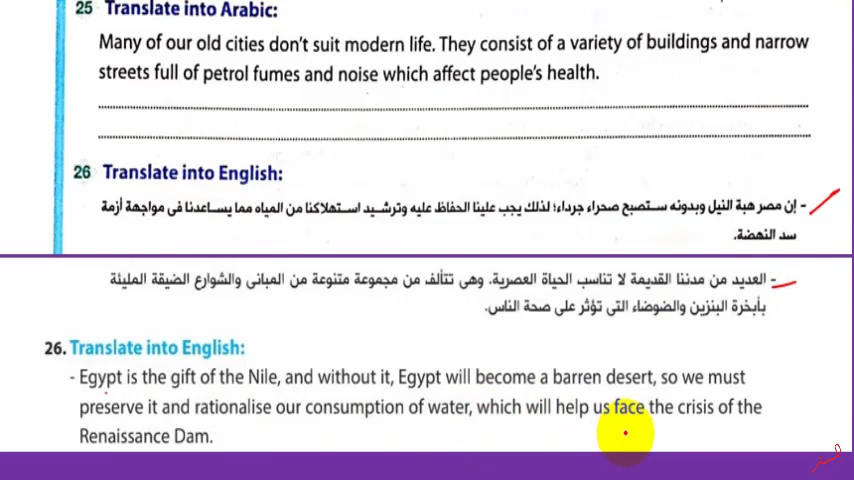 25 Translate into Arabic:
Many of our old cities don't suit modern life. They consist of a variety of buildings and narrow
streets full of petrol fumes and noise which affect people's health.
26 Translate into English:
- إن مصر هبة النيل وبدونه ستصبح صحراء جرداء؛ لذلك يجب علينا الحفاظ عليه وترشيد استهلاكنا من المياه مما يساعدنا فى مواجهة أزمة
سد النهضة.
- العديد من مدننا القديمة لا تناسب الحياة العصرية. وهى تتألف من مجموعة متنوعة من المبانى والشوارع الضيقة المليئة
بأبخرة البنزين والضوضاء التى تؤثر على صحة الناس.
26. Translate into English:
- Egypt is the gift of the Nile, and without it, Egypt will become a barren desert, so we must
preserve it and rationalise our consumption of water, which will help us face the crisis of the
Renaissance Dam.